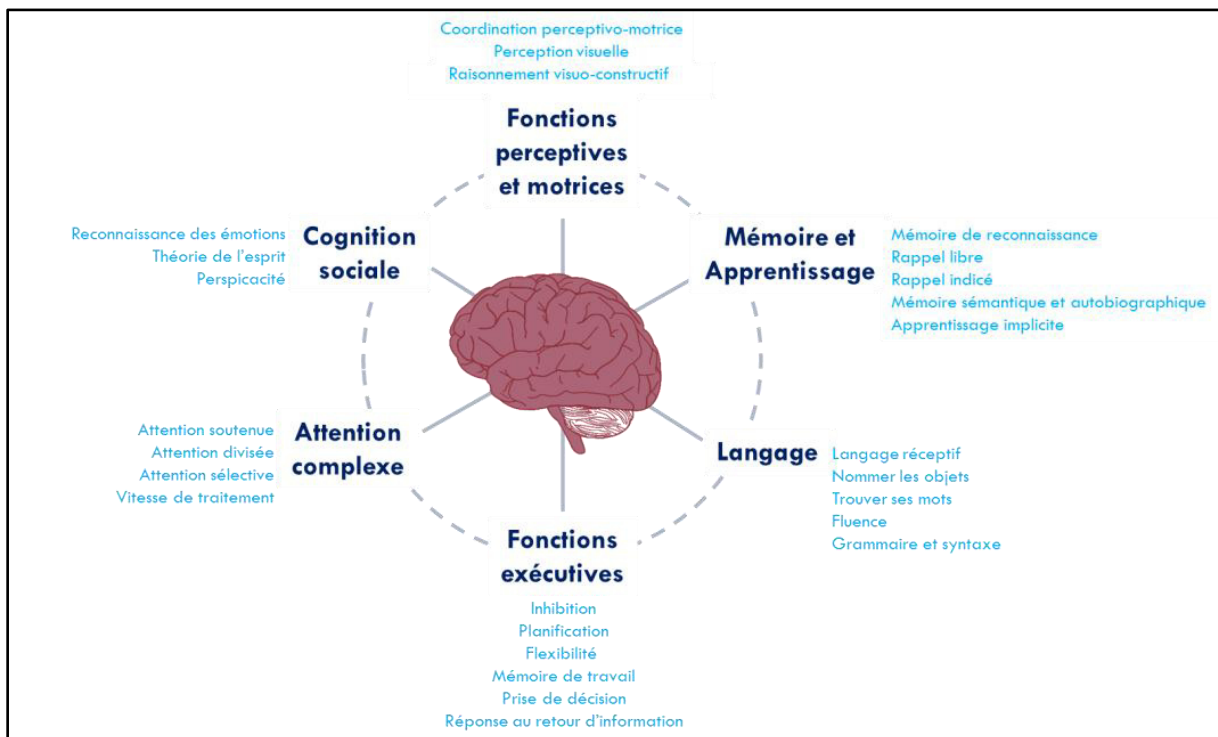 Coordination perceptivo-motrice
Perception visuelle
Raisonnement visuo-constructif
Fonctions
perceptives
et motrices
Reconnaissance des émotions
Théorie de l'esprit
Perspicacité
Cognition
sociale
Mémoire et
Apprentissage
Mémoire de reconnaissance
Rappel libre
Rappel indicé
Mémoire sémantique et autobiographique
Apprentissage implicite
Attention soutenue
Attention divisée
Attention sélective
Vitesse de traitement
Attention
complexe
Langage
Langage réceptif
Nommer les objets
Trouver ses mots
Fluence
Grammaire et syntaxe
Fonctions
exécutives
Inhibition
Planification
Flexibilité
Mémoire de travail
Prise de décision
Réponse au retour d'information